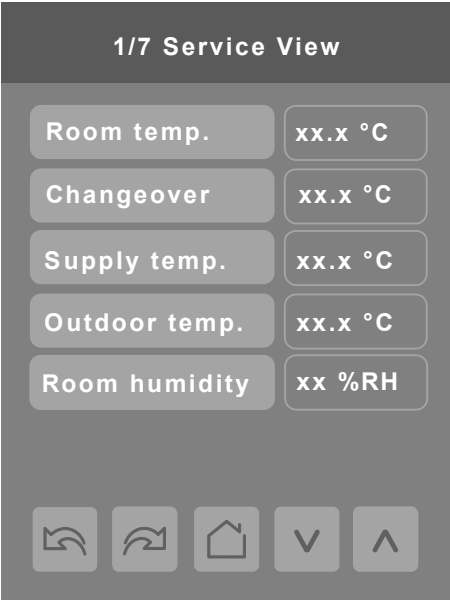 1/7 Service View
Room temp. xx.x °C
Changeover xx.x °C
Supply temp. xx.x °C
Outdoor temp. xx.x °C
Room humidity xx %RH